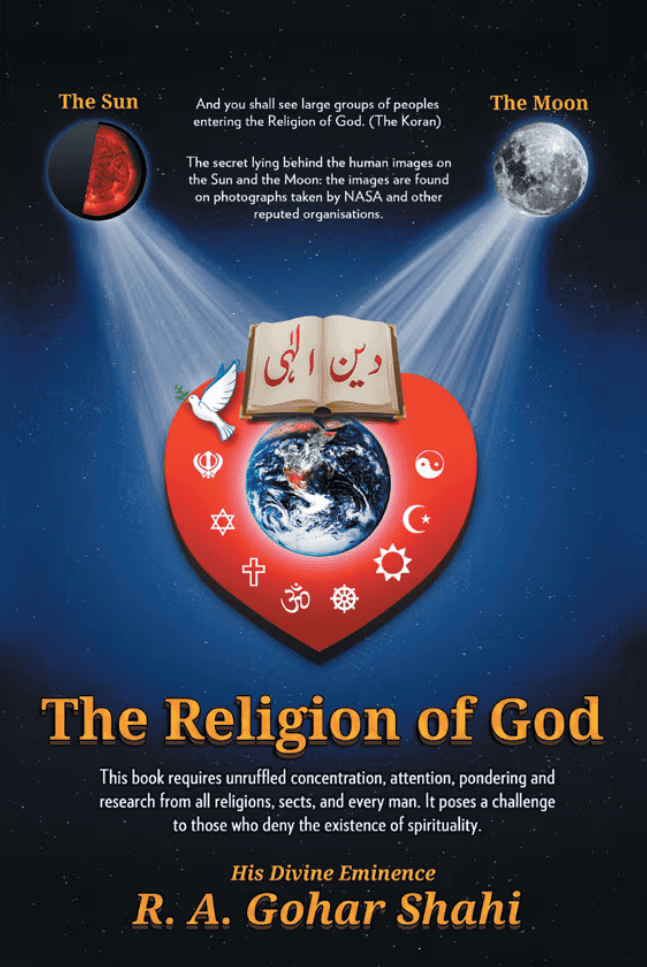 The Sun
And you shall see large groups of peoples
entering the Religion of God. (The Koran)
The Moon
The secret lying behind the human images on
the Sun and the Moon: the images are found
on photographs taken by NASA and other
reputed organisations.
دین الٰہی
The Religion of God
This book requires unruffled concentration, attention, pondering and
research from all religions, sects, and every man. It poses a challenge
to those who deny the existence of spirituality.
His Divine Eminence
R. A. Gohar Shahi